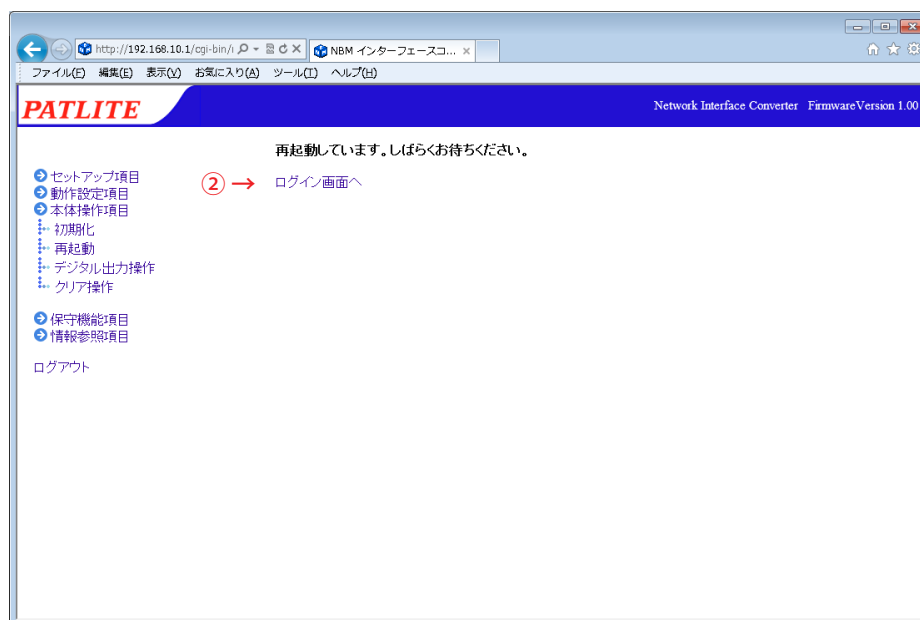 http://192.168.10.1/cgi-bin/
NBM インターフェースコ...
ファイル(F) 編集(E) 表示(V) お気に入り(A) ツール(T) ヘルプ(H)
PATLITE
Network Interface Converter FirmwareVersion 1.00
再起動しています。しばらくお待ちください。
② → ログイン画面へ
セットアップ項目
動作設定項目
本体操作項目
初期化
再起動
デジタル出力操作
クリア操作
保守機能項目
情報参照項目
ログアウト